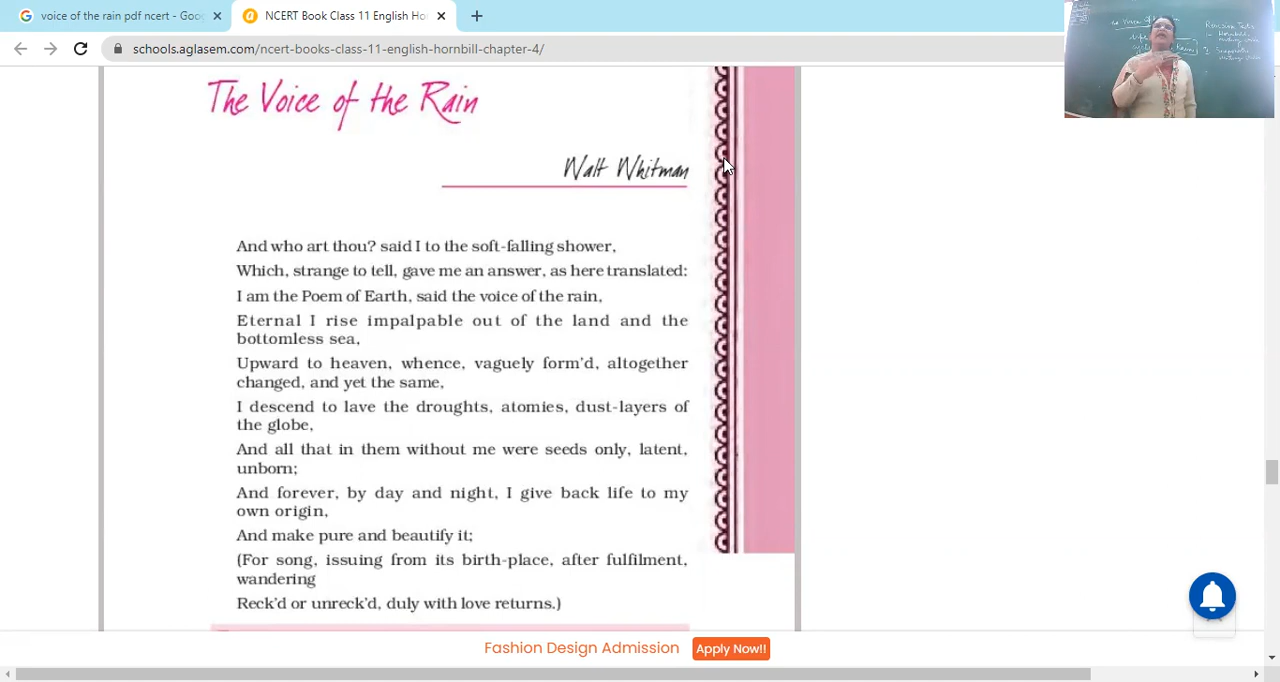 voice of the rain pdf ncert - Goo
NCERT Book Class 11 English Ho
schools.aglasem.com/ncert-books-class-11-english-hornbill-chapter-4/
The Voice of the Rain
Walt Whitman
And who art thou? said I to the soft-falling shower,
Which, strange to tell, gave me an answer, as here translated:
I am the Poem of Earth, said the voice of the rain,
Eternal I rise impalpable out of the land and the
bottomless sea,
Upward to heaven, whence, vaguely form'd, altogether
changed, and yet the same,
I descend to lave the droughts, atomies, dust-layers of
the globe,
And all that in them without me were seeds only, latent,
unborn;
And forever, by day and night, I give back life to my
own origin,
And make pure and beautify it;
(For song, issuing from its birth-place, after fulfilment,
wandering
Reck'd or unreck'd, duly with love returns.)
Fashion Design Admission
Apply Now!!